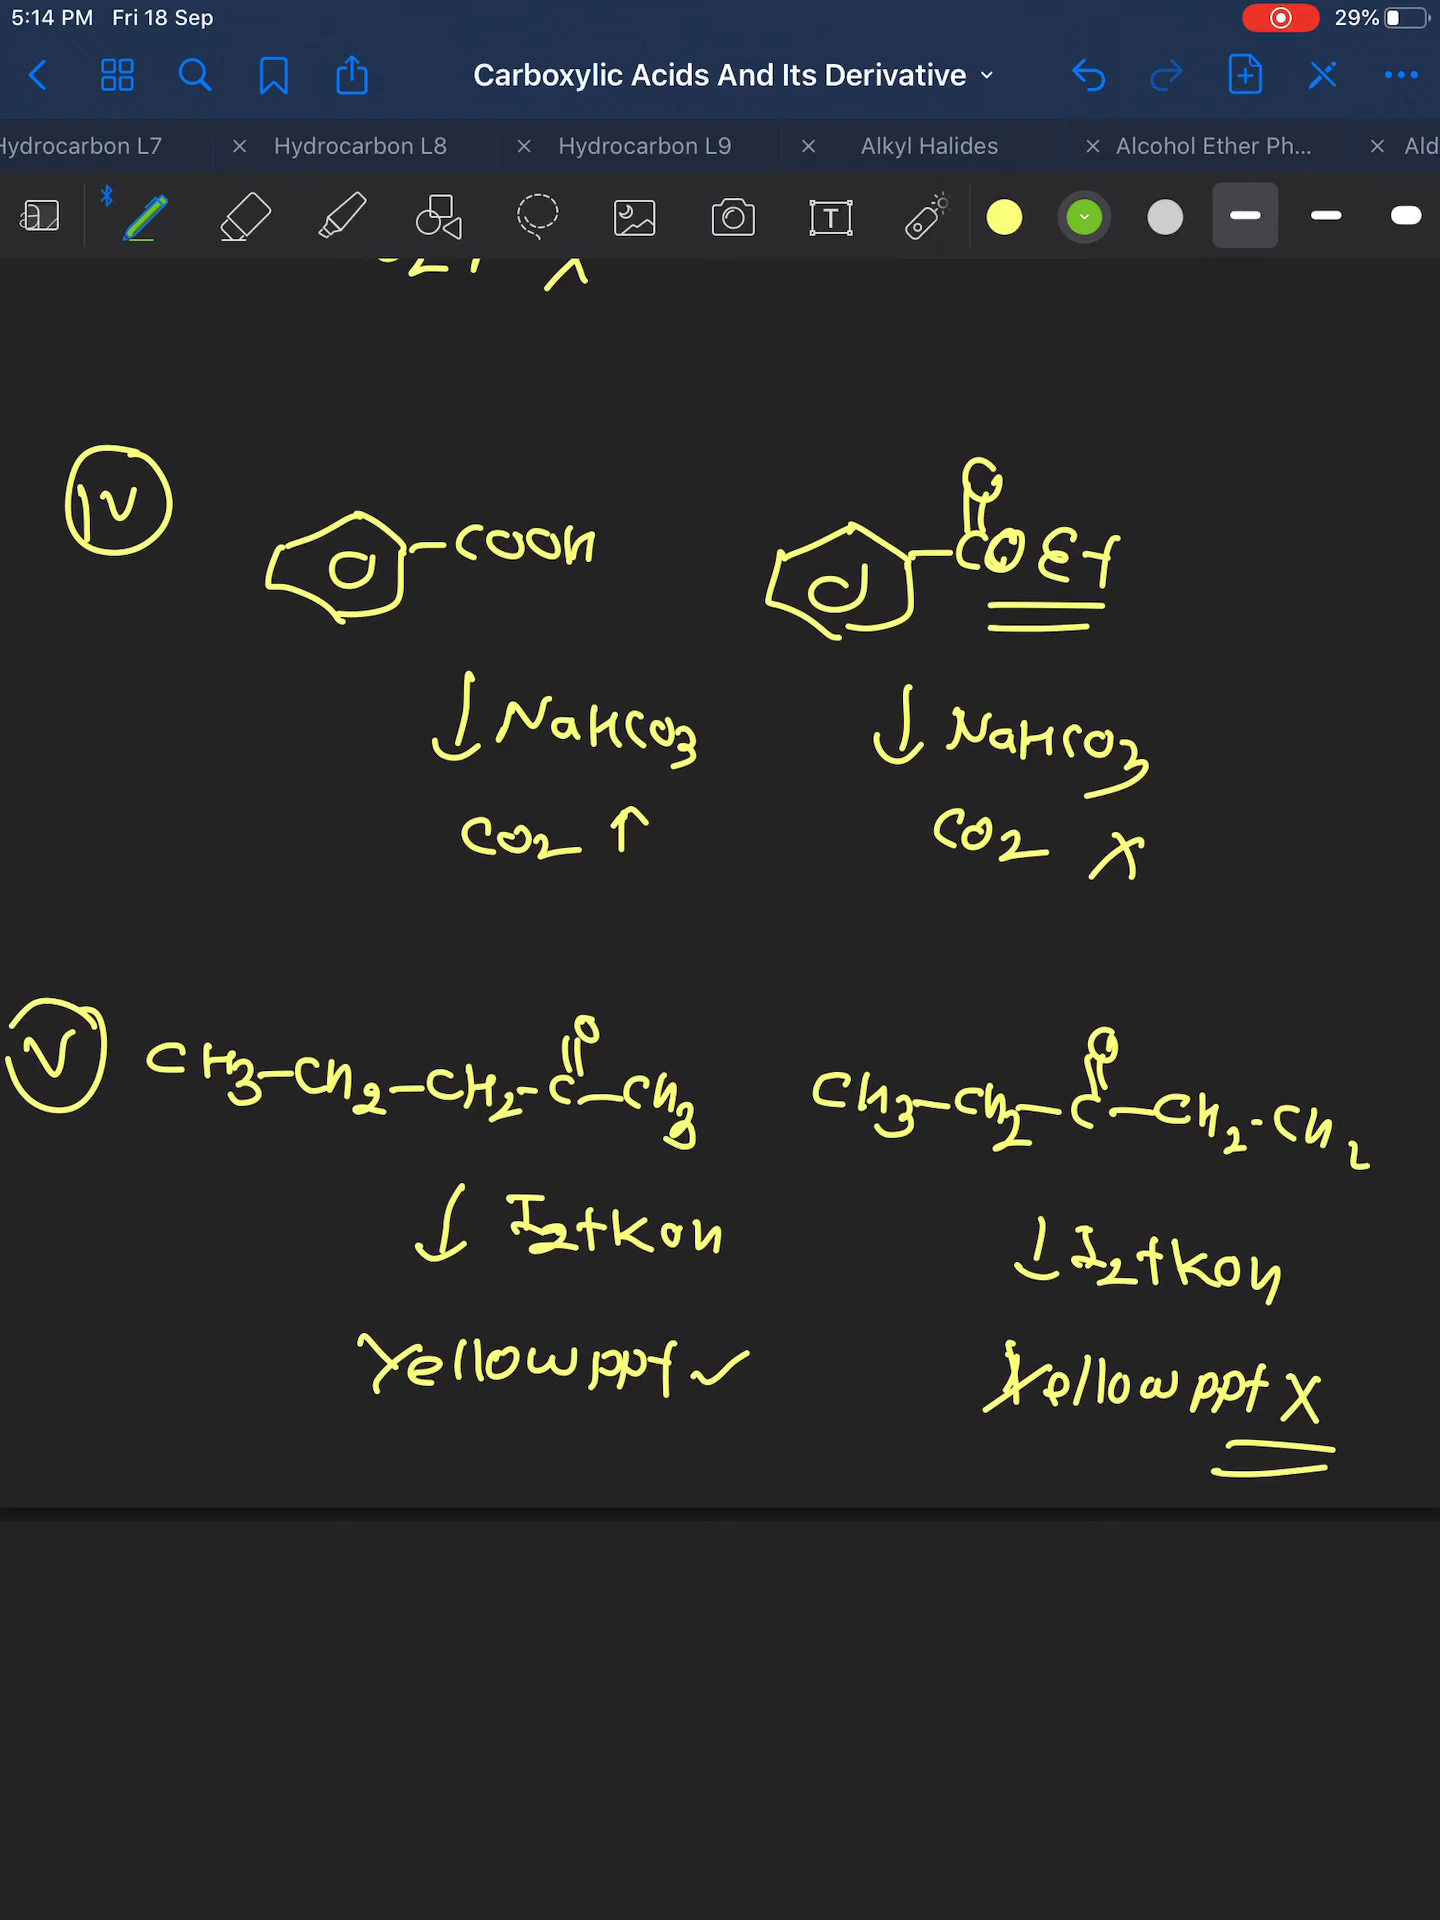 5:14 PM Fri 18 Sep 29%
Carboxylic Acids And Its Derivative
Hydrocarbon L7 × Hydrocarbon L8 × Hydrocarbon L9 × Alkyl Halides × Alcohol Ether Ph... × Ald
T
X
IV
COOH
O
COEt
NaHCO3 NaHCO3
CO2 ↑ CO2 X
V
O O
CH3-CH2-CH2-C-CH3 CH3-CH2-C-CH2-CH2
↓ I2+KOH ↓ I2+KOH
Yellow ppt ✓ Yellow ppt X